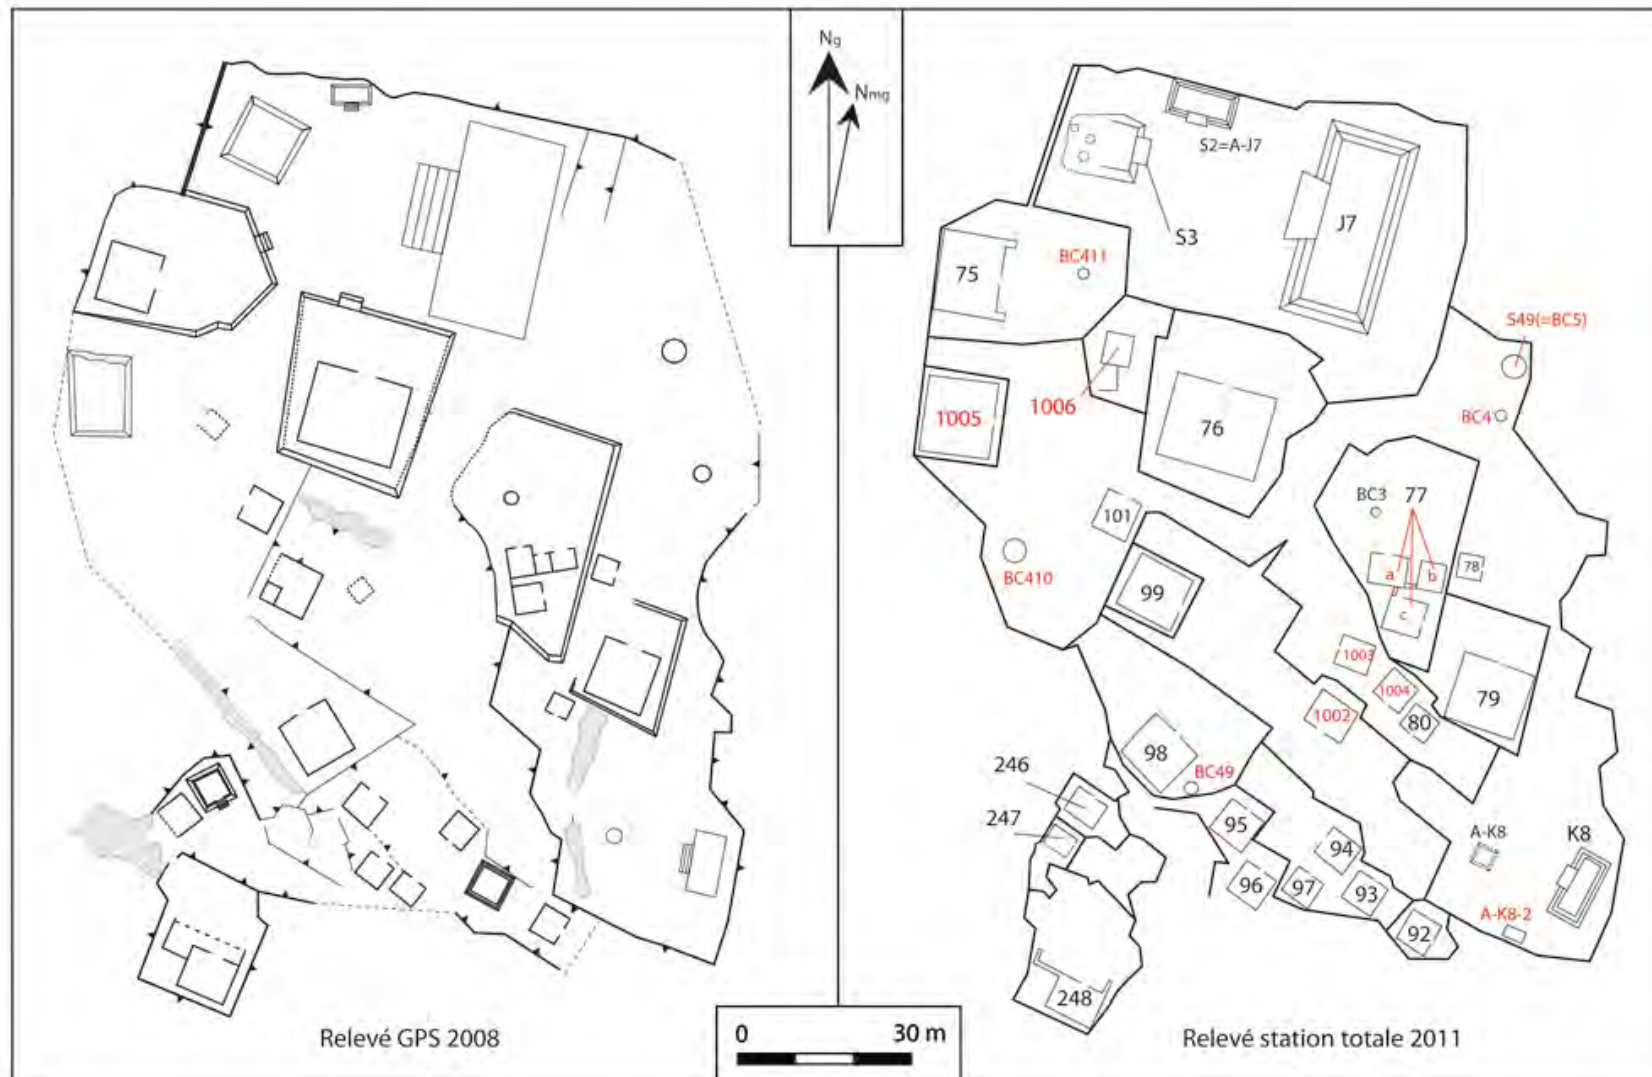 Ng
Nmg
S2=A-J7
S3
J7
75
BC411
S49(=BC5)
1006
1005
76
BC4
BC3
77
101
a
b
78
BC410
99
c
1003
1004
79
1002
80
98
246
BC49
247
95
A-K8
K8
94
96
97
93
A-K8-2
92
248
0
30 m
Relevé GPS 2008
Relevé station totale 2011